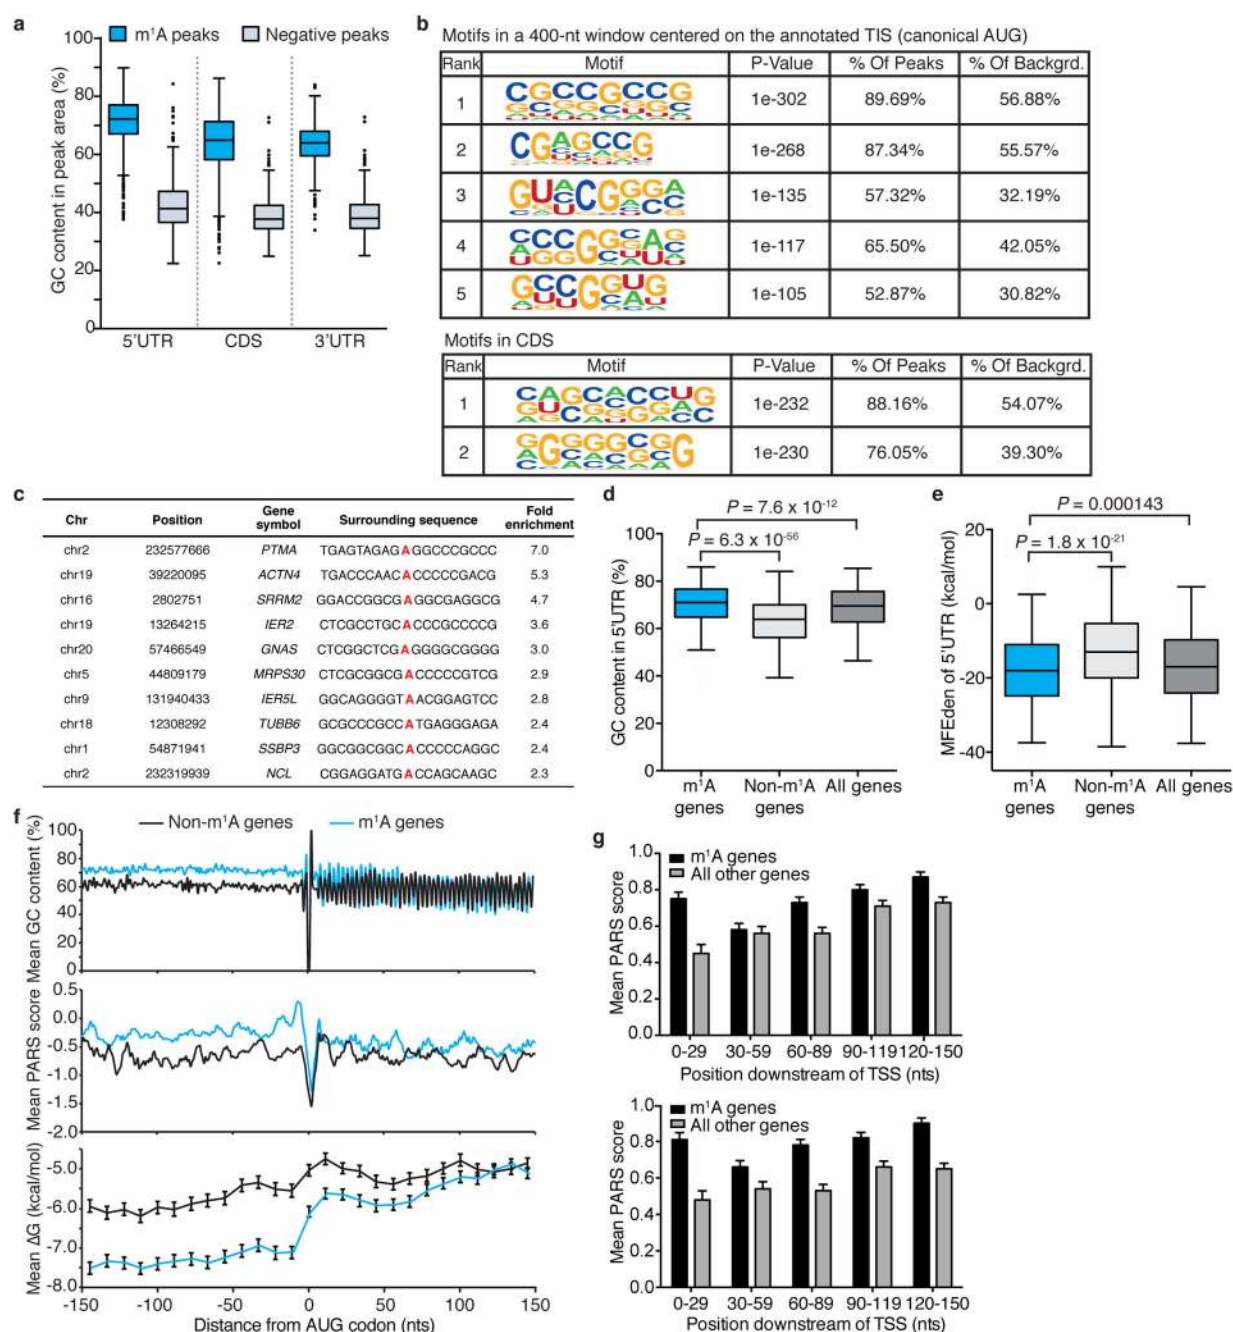 a
m¹A peaks
Negative peaks
GC content in peak area (%)
100
80
60
40
20
0
5'UTR
CDS
3'UTR
b
Motifs in a 400-nt window centered on the annotated TIS (canonical AUG)
Rank Motif P-Value % Of Peaks % Of Backgrd.
1 CGCCGCCG 1e-302 89.69% 56.88%
2 CGAGCCG 1e-268 87.34% 55.57%
3 GUACGGGA 1e-135 57.32% 32.19%
4 CCCGGGAG 1e-117 65.50% 42.05%
5 GCCGGUG 1e-105 52.87% 30.82%
Motifs in CDS
Rank Motif P-Value % Of Peaks % Of Backgrd.
1 CAGCACCUG 1e-232 88.16% 54.07%
2 GGGGGCGG 1e-230 76.05% 39.30%
c
Chr Position Gene symbol Surrounding sequence Fold enrichment
chr2 232577666 PTMA TGAGTAGAGAGGCCCGCCC 7.0
chr19 39220095 ACTN4 TGACCCAACACCCCCGACG 5.3
chr16 2802751 SRRM2 GGACCGGCGAGGCGAGGCG 4.7
chr19 13264215 IER2 CTCGCCTGCACCCGCCCCG 3.6
chr20 57466549 GNAS CTCGGCTCGAGGGGCGGGG 3.0
chr5 44809179 MRPS30 CTCGCGGCGACCCCCGTCG 2.9
chr9 131940433 IER5L GGCAGGGGTAACGGAGTCC 2.8
chr18 12308292 TUBB6 GCGCCCGCCATGAGGGAGA 2.4
chr1 54871941 SSBP3 GGCGGCGGCACCCCCAGGC 2.4
chr2 232319939 NCL CGGAGGATGACCAGCAAGC 2.3
d
P = 7.6 x 10⁻¹²
P = 6.3 x 10⁻⁵⁶
GC content in 5'UTR (%)
100
80
60
40
20
0
m¹A genes
Non-m¹A genes
All genes
e
P = 0.000143
P = 1.8 x 10⁻²¹
MFEden of 5'UTR (kcal/mol)
20
0
-20
-40
m¹A genes
Non-m¹A genes
All genes
f
Non-m¹A genes
m¹A genes
Mean GC content (%)
100
80
60
40
20
0
Mean PARS score
0.5
0.0
-0.5
-1.0
-1.5
-2.0
Mean ΔG (kcal/mol)
-5.0
-6.0
-7.0
-8.0
-150 -100 -50 0 50 100 150
Distance from AUG codon (nts)
g
m¹A genes
All other genes
Mean PARS score
1.0
0.8
0.6
0.4
0.2
0.0
0-29 30-59 60-89 90-119 120-150
Position downstream of TSS (nts)
m¹A genes
All other genes
Mean PARS score
1.0
0.8
0.6
0.4
0.2
0.0
0-29 30-59 60-89 90-119 120-150
Position downstream of TSS (nts)